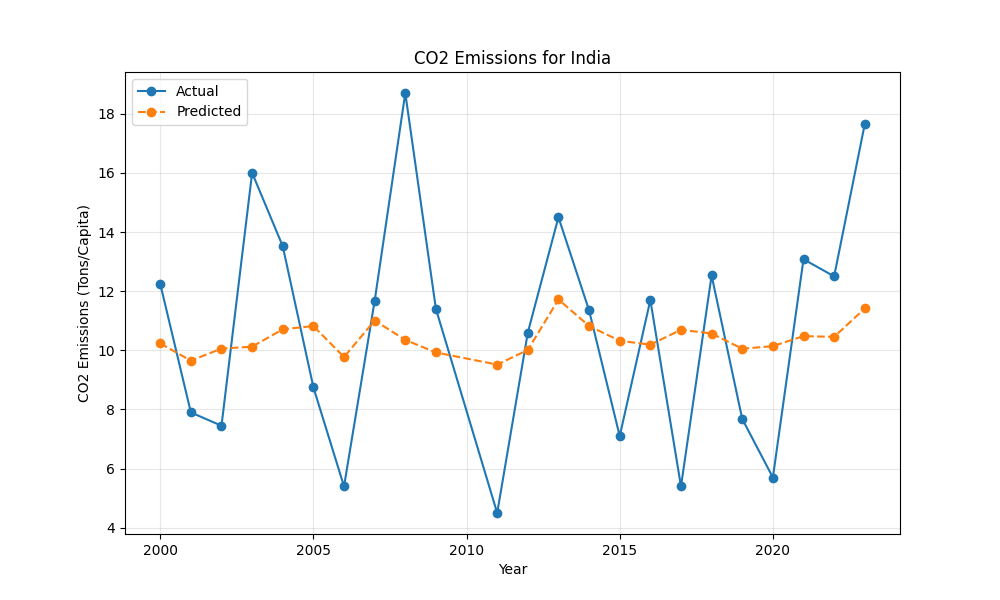 CO2 Emissions for India
Actual
Predicted
CO2 Emissions (Tons/Capita)
18
16
14
12
10
8
6
4
2000
2005
2010
2015
2020
Year